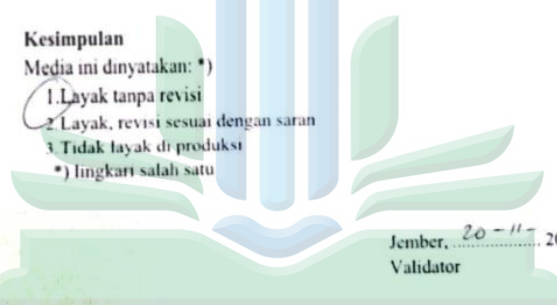 Kesimpulan
Media ini dinyatakan: *)
1.Layak tanpa revisi
2.Layak, revisi sesuai dengan saran
3.Tidak layak di produksi
*) lingkari salah satu
Jember, 20 - 11 - 20
Validator